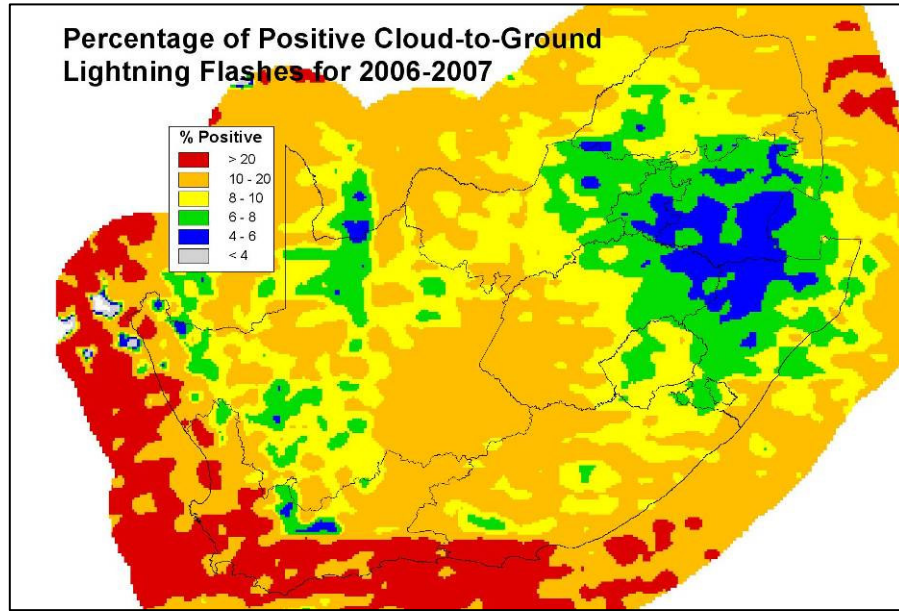 Percentage of Positive Cloud-to-Ground
Lightning Flashes for 2006-2007
% Positive
> 20
10 - 20
8 - 10
6 - 8
4 - 6
< 4